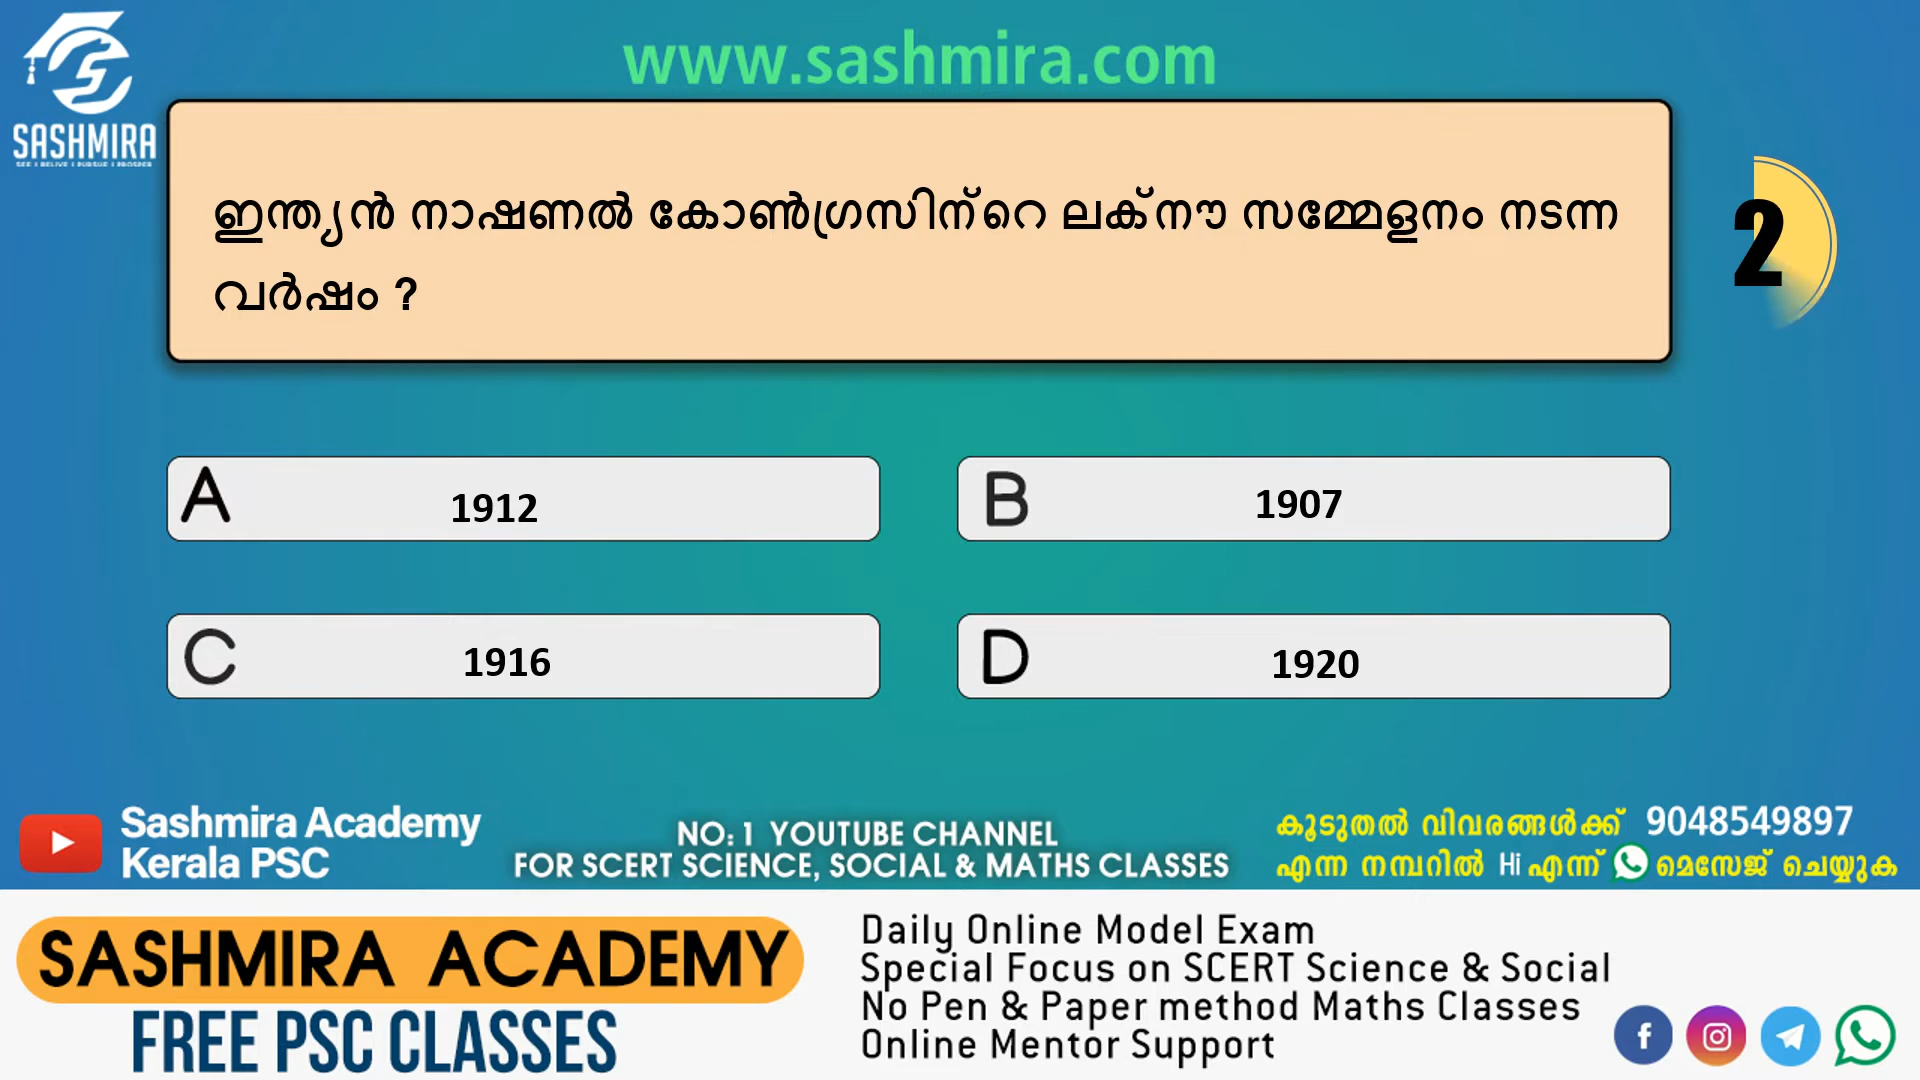 www.sashmira.com
SASHMIRA
ഇന്ത്യൻ നാഷണൽ കോൺഗ്രസിന്റെ ലക്നൗ സമ്മേളനം നടന്ന
വർഷം ?
2
A 1912
B 1907
C 1916
D 1920
Sashmira Academy
Kerala PSC
NO: 1 YOUTUBE CHANNEL
FOR SCERT SCIENCE, SOCIAL & MATHS CLASSES
കൂടുതൽ വിവരങ്ങൾക്ക് 9048549897
എന്ന നമ്പറിൽ Hi എന്ന് മെസേജ് ചെയ്യുക
SASHMIRA ACADEMY
FREE PSC CLASSES
Daily Online Model Exam
Special Focus on SCERT Science & Social
No Pen & Paper method Maths Classes
Online Mentor Support